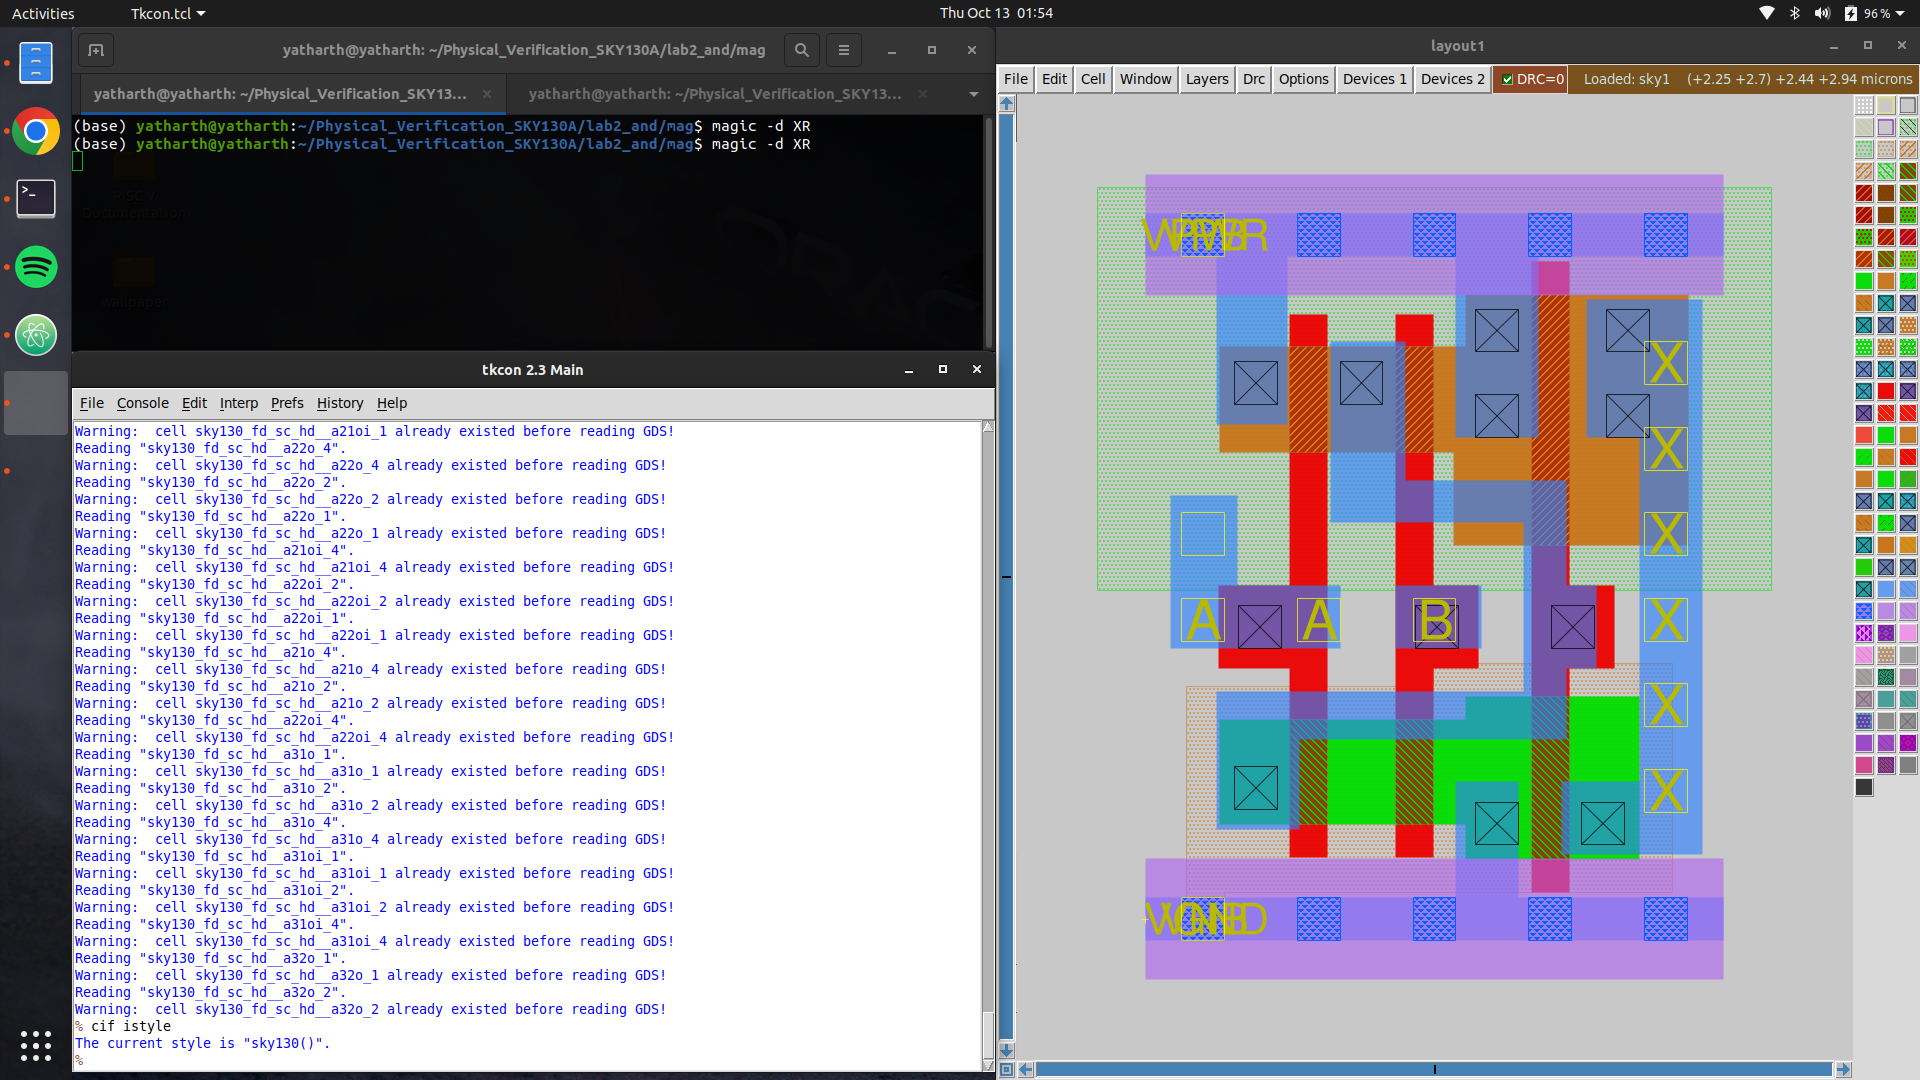 Activities
Tkcon.tcl
Thu Oct 13 01:54
96 %
yatharth@yatharth: ~/Physical_Verification_SKY130A/lab2_and/mag
yatharth@yatharth: ~/Physical_Verification_SKY13...
yatharth@yatharth: ~/Physical_Verification_SKY13...
(base) yatharth@yatharth:~/Physical_Verification_SKY130A/lab2_and/mag$ magic -d XR
(base) yatharth@yatharth:~/Physical_Verification_SKY130A/lab2_and/mag$ magic -d XR
RISC V
Documentation
wallpaper
tkcon 2.3 Main
File Console Edit Interp Prefs History Help
Warning:  cell sky130_fd_sc_hd__a21oi_1 already existed before reading GDS!
Reading "sky130_fd_sc_hd__a22o_4".
Warning:  cell sky130_fd_sc_hd__a22o_4 already existed before reading GDS!
Reading "sky130_fd_sc_hd__a22o_2".
Warning:  cell sky130_fd_sc_hd__a22o_2 already existed before reading GDS!
Reading "sky130_fd_sc_hd__a22o_1".
Warning:  cell sky130_fd_sc_hd__a22o_1 already existed before reading GDS!
Reading "sky130_fd_sc_hd__a21oi_4".
Warning:  cell sky130_fd_sc_hd__a21oi_4 already existed before reading GDS!
Reading "sky130_fd_sc_hd__a22oi_2".
Warning:  cell sky130_fd_sc_hd__a22oi_2 already existed before reading GDS!
Reading "sky130_fd_sc_hd__a22oi_1".
Warning:  cell sky130_fd_sc_hd__a22oi_1 already existed before reading GDS!
Reading "sky130_fd_sc_hd__a21o_4".
Warning:  cell sky130_fd_sc_hd__a21o_4 already existed before reading GDS!
Reading "sky130_fd_sc_hd__a21o_2".
Warning:  cell sky130_fd_sc_hd__a21o_2 already existed before reading GDS!
Reading "sky130_fd_sc_hd__a22oi_4".
Warning:  cell sky130_fd_sc_hd__a22oi_4 already existed before reading GDS!
Reading "sky130_fd_sc_hd__a31o_1".
Warning:  cell sky130_fd_sc_hd__a31o_1 already existed before reading GDS!
Reading "sky130_fd_sc_hd__a31o_2".
Warning:  cell sky130_fd_sc_hd__a31o_2 already existed before reading GDS!
Reading "sky130_fd_sc_hd__a31o_4".
Warning:  cell sky130_fd_sc_hd__a31o_4 already existed before reading GDS!
Reading "sky130_fd_sc_hd__a31oi_1".
Warning:  cell sky130_fd_sc_hd__a31oi_1 already existed before reading GDS!
Reading "sky130_fd_sc_hd__a31oi_2".
Warning:  cell sky130_fd_sc_hd__a31oi_2 already existed before reading GDS!
Reading "sky130_fd_sc_hd__a31oi_4".
Warning:  cell sky130_fd_sc_hd__a31oi_4 already existed before reading GDS!
Reading "sky130_fd_sc_hd__a32o_1".
Warning:  cell sky130_fd_sc_hd__a32o_1 already existed before reading GDS!
Reading "sky130_fd_sc_hd__a32o_2".
Warning:  cell sky130_fd_sc_hd__a32o_2 already existed before reading GDS!
% cif istyle
The current style is "sky130()".
%
layout1
File Edit Cell Window Layers Drc Options Devices 1 Devices 2 DRC=0 Loaded: sky1 (+2.25 +2.7) +2.44 +2.94 microns
X
X
X
A A B X
X
X